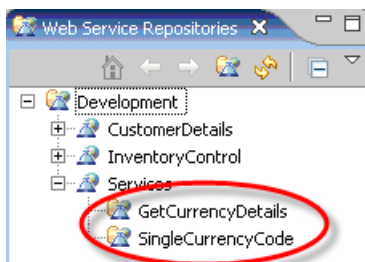 Web Service Repositories
Development
CustomerDetails
InventoryControl
Services
GetCurrencyDetails
SingleCurrencyCode